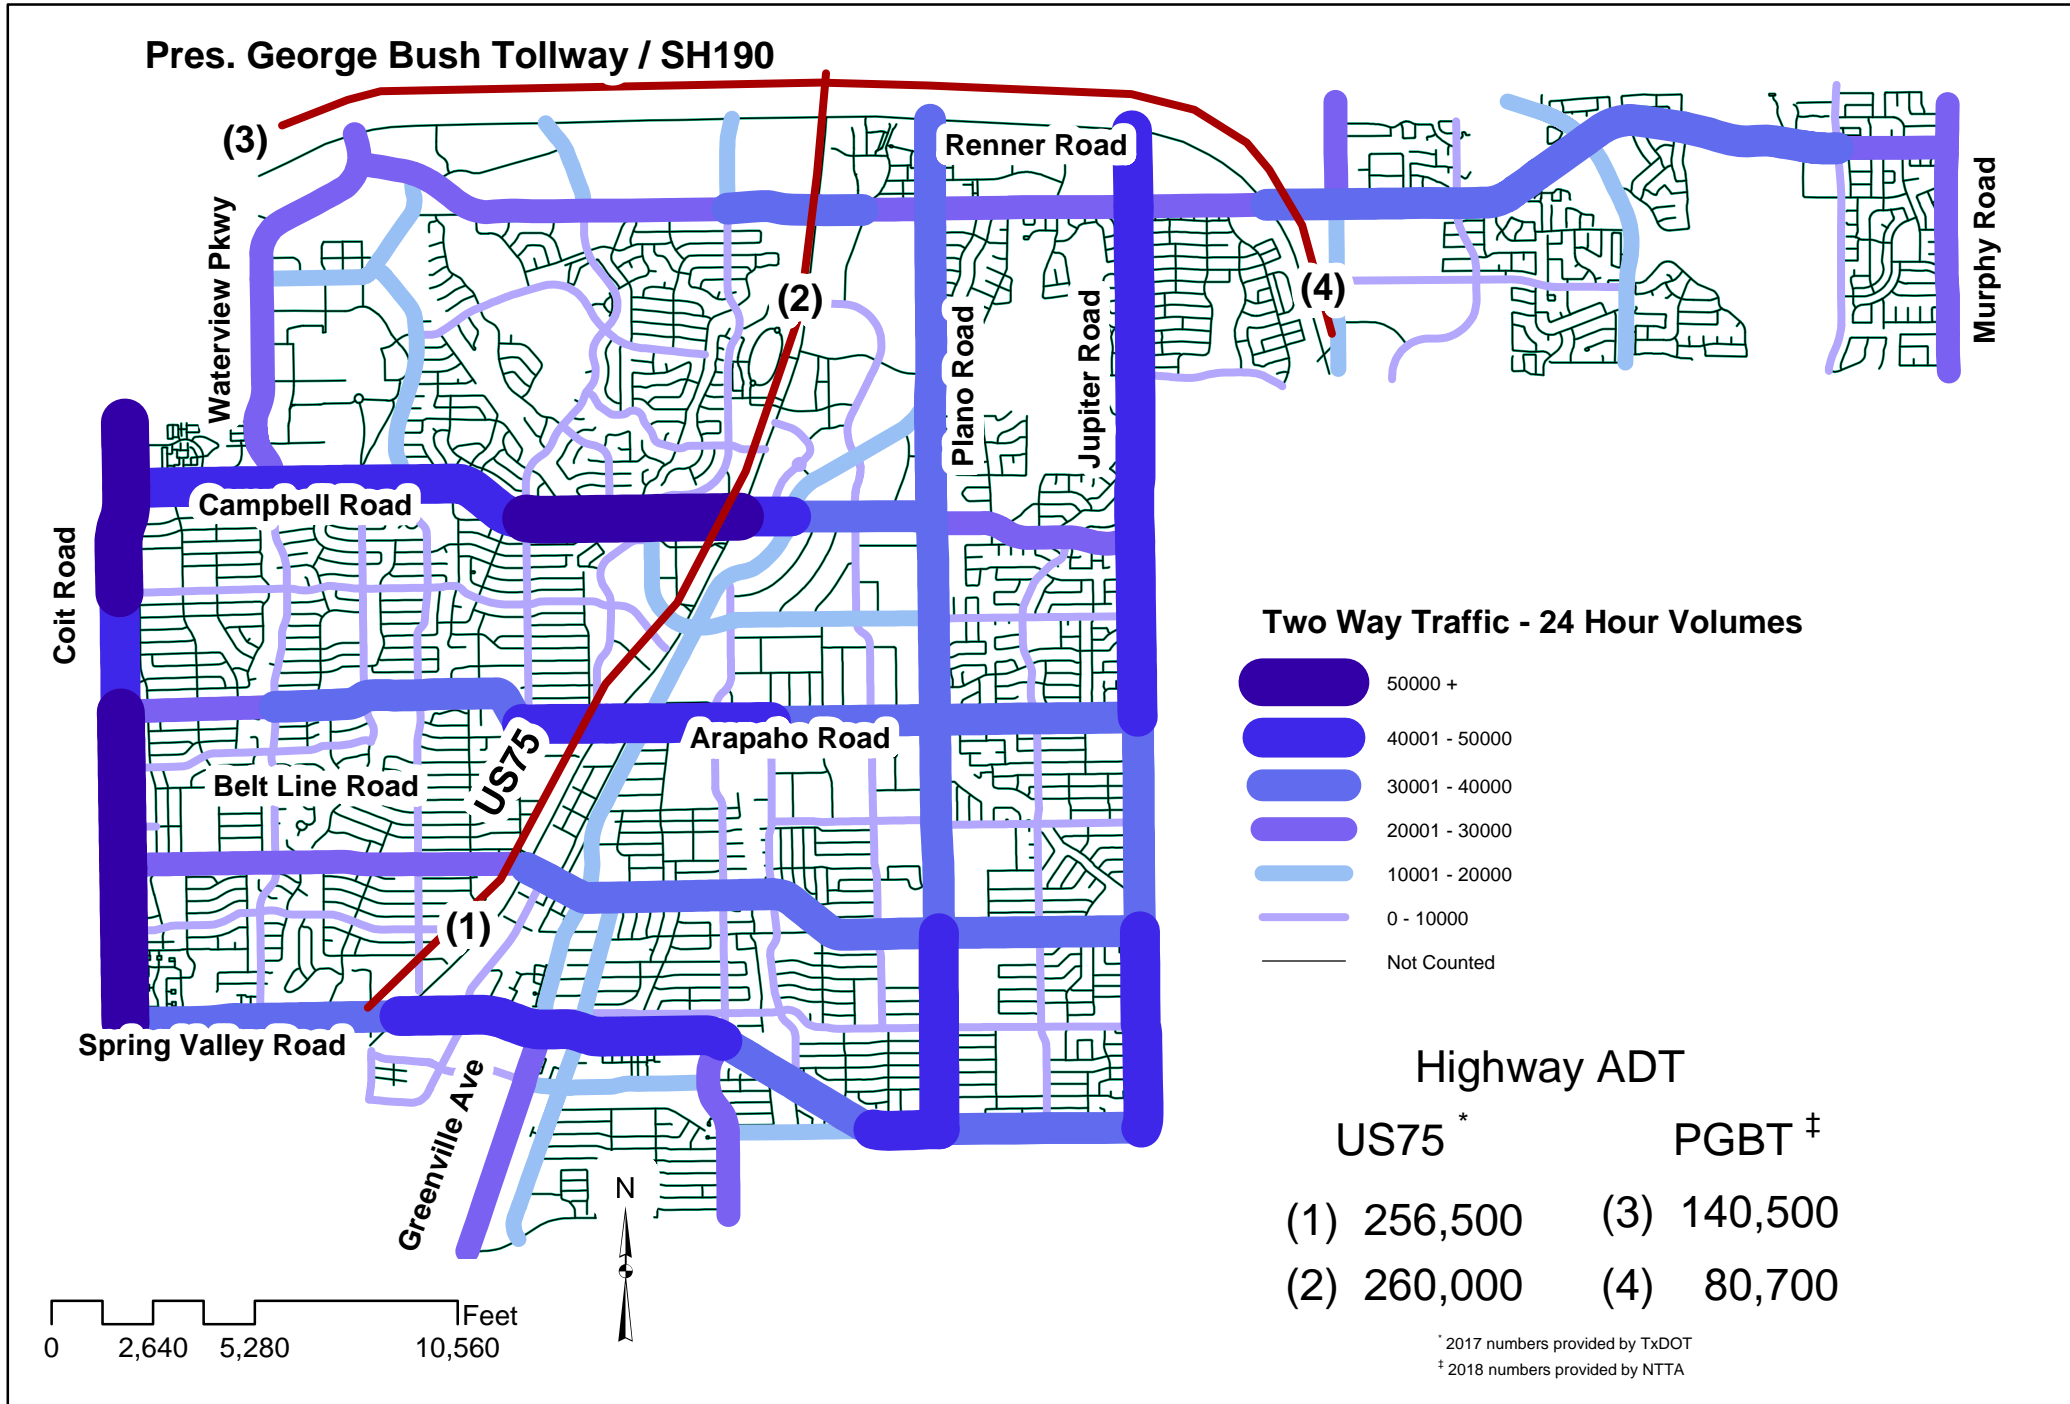 Pres. George Bush Tollway / SH190
(3)
Renner Road
Waterview Pkwy
Murphy Road
(2)
(4)
Plano Road
Jupiter Road
Campbell Road
Coit Road
Two Way Traffic - 24 Hour Volumes
50000 +
40001 - 50000
30001 - 40000
20001 - 30000
10001 - 20000
0 - 10000
Not Counted
US75
Arapaho Road
Belt Line Road
(1)
Spring Valley Road
Greenville Ave
Highway ADT
US75 *
PGBT ‡
(1) 256,500
(3) 140,500
(2) 260,000
(4) 80,700
* 2017 numbers provided by TxDOT
‡ 2018 numbers provided by NTTA
N
Feet
0 2,640 5,280 10,560